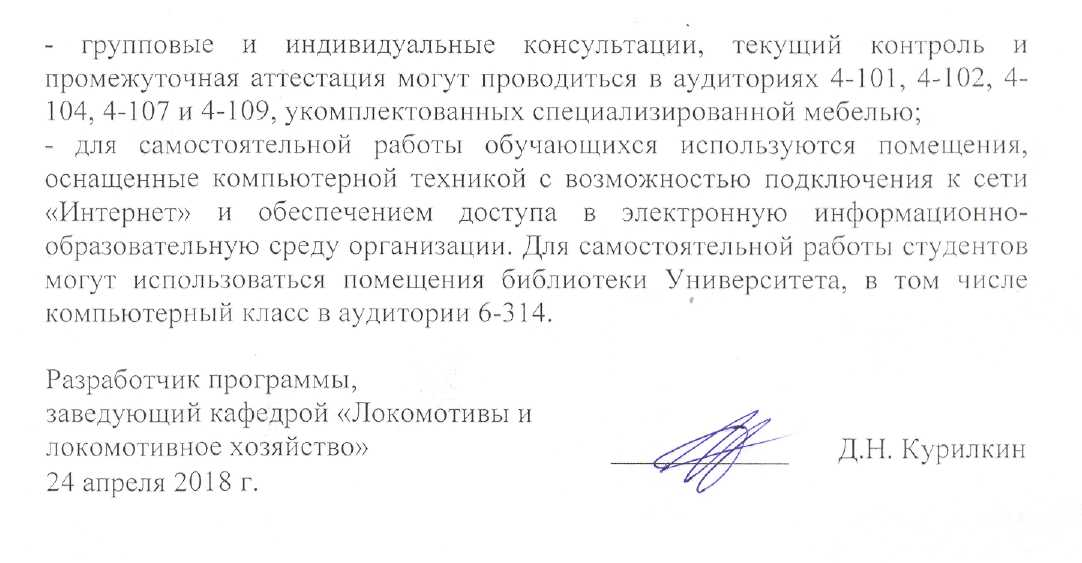 - групповые и индивидуальные консультации, текущий контроль и
промежуточная аттестация могут проводиться в аудиториях 4-101, 4-102, 4-
104, 4-107 и 4-109, укомплектованных специализированной мебелью;
- для самостоятельной работы обучающихся используются помещения,
оснащенные компьютерной техникой с возможностью подключения к сети
«Интернет» и обеспечением доступа в электронную информационно-
образовательную среду организации. Для самостоятельной работы студентов
могут использоваться помещения библиотеки Университета, в том числе
компьютерный класс в аудитории 6-314.
Разработчик программы,
заведующий кафедрой «Локомотивы и
локомотивное хозяйство»
Д.Н. Курилкин
24 апреля 2018 г.